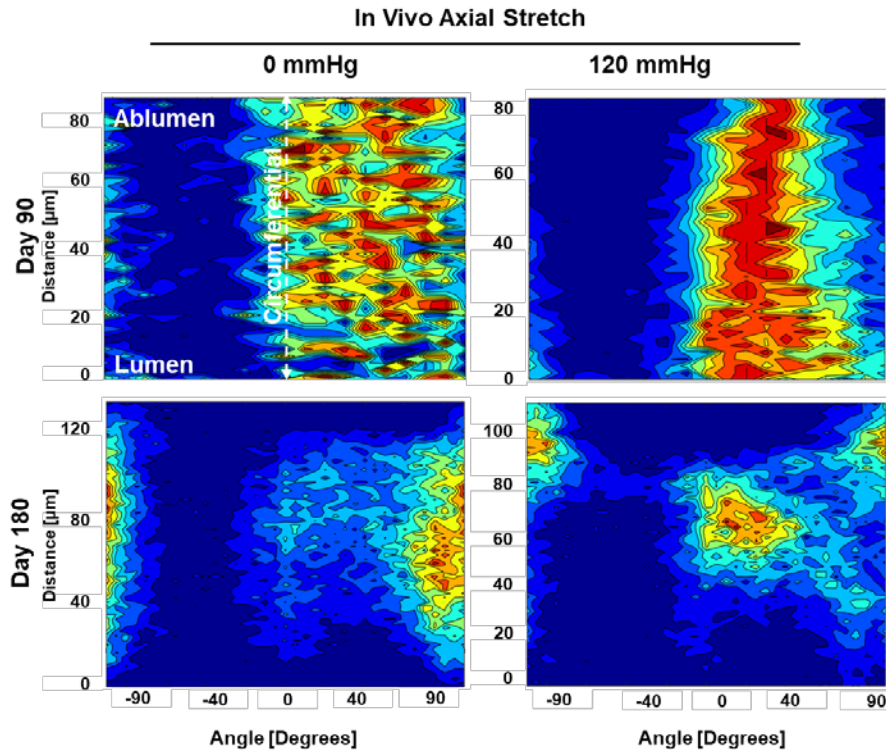 In Vivo Axial Stretch
0 mmHg
120 mmHg
Day 90
Distance [µm]
80
60
40
20
0
Ablumen
Circumferential
Lumen
80
60
40
20
0
Day 180
Distance [µm]
120
80
40
0
100
80
60
40
20
0
-90
-40
0
40
90
-90
-40
0
40
90
Angle [Degrees]
Angle [Degrees]